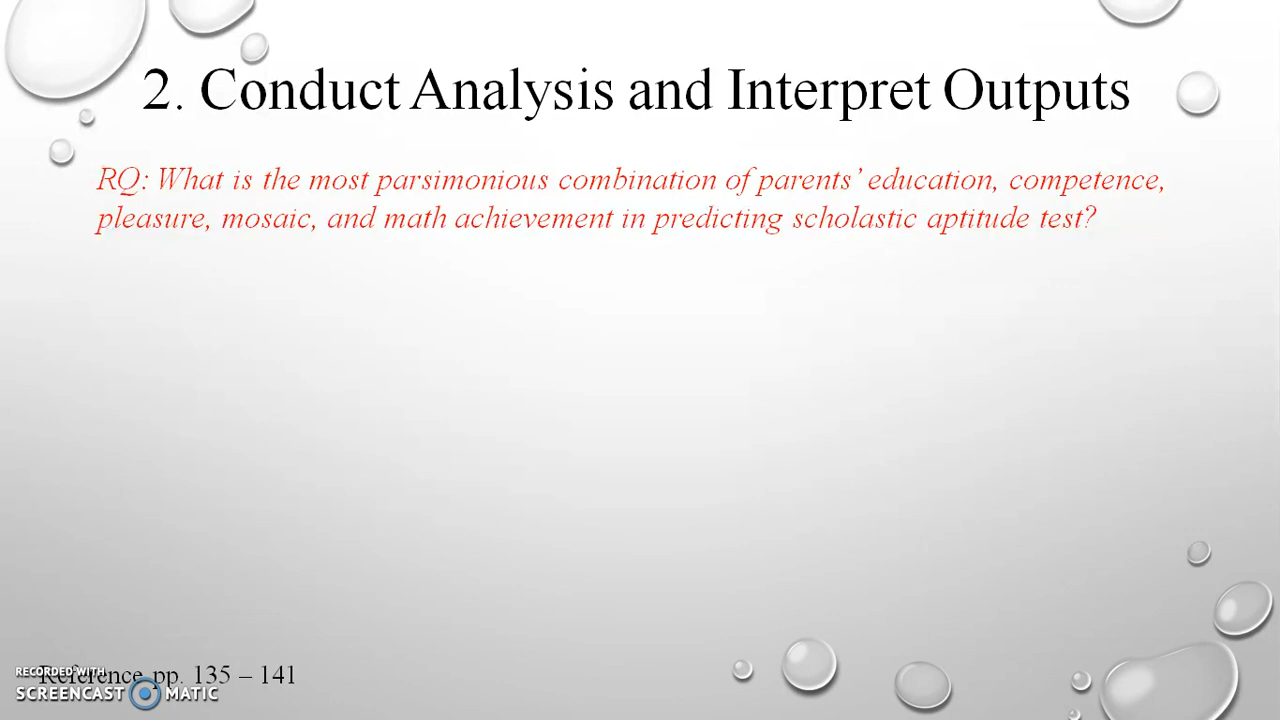 2. Conduct Analysis and Interpret Outputs
RQ: What is the most parsimonious combination of parents' education, competence,
pleasure, mosaic, and math achievement in predicting scholastic aptitude test?
Reference, pp. 135 – 141
RECORDED WITH
SCREENCAST MATIC